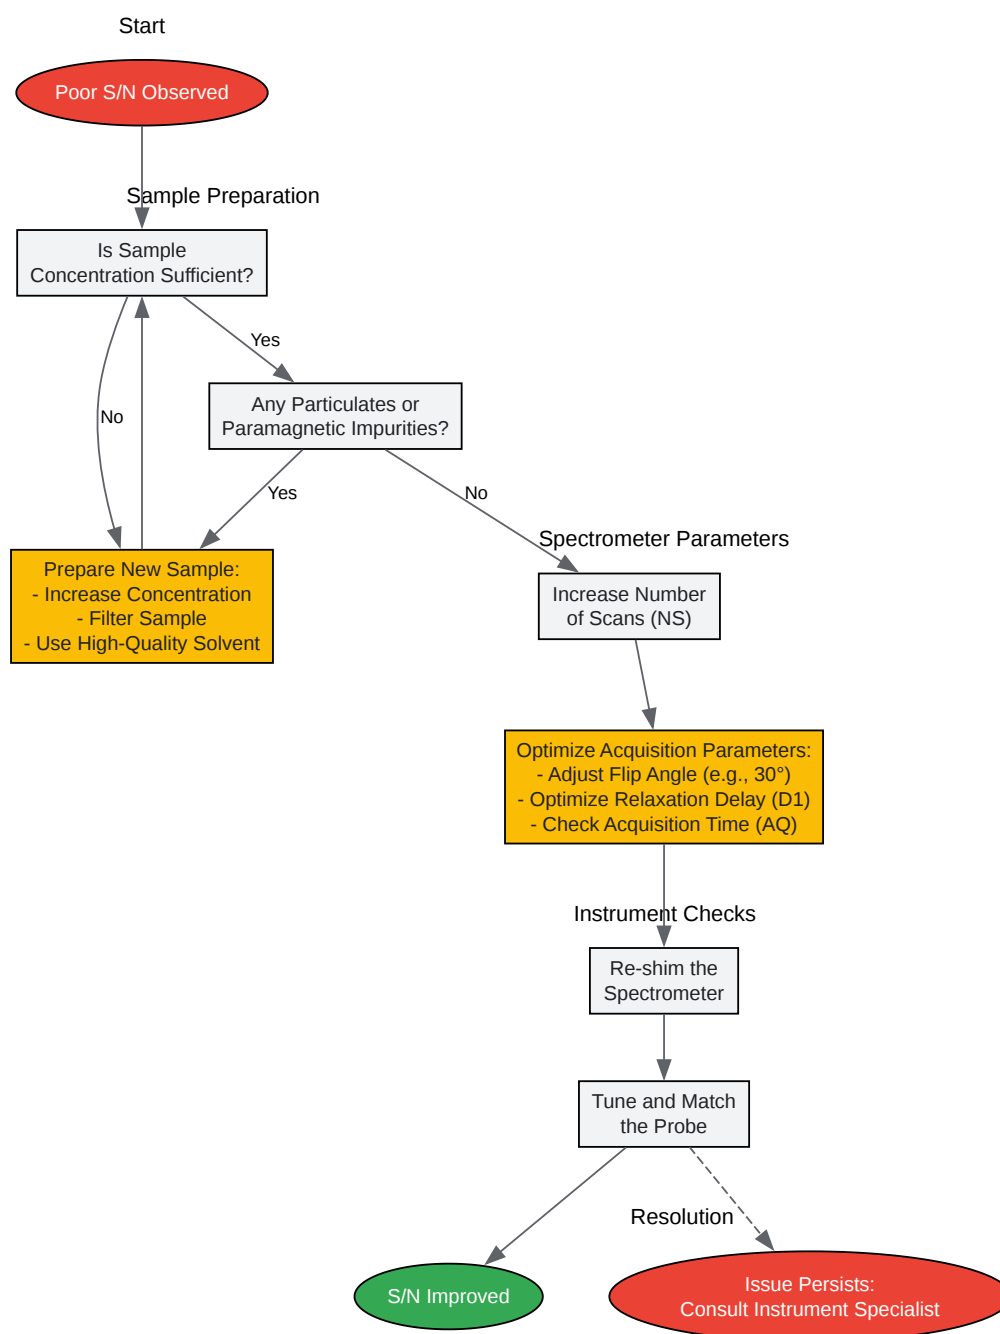 Start
Poor S/N Observed
Sample Preparation
Is Sample
Concentration Sufficient?
Yes
Any Particulates or
Paramagnetic Impurities?
No
Yes
No
Spectrometer Parameters
Prepare New Sample:
- Increase Concentration
- Filter Sample
- Use High-Quality Solvent
Increase Number
of Scans (NS)
Optimize Acquisition Parameters:
- Adjust Flip Angle (e.g., 30°)
- Optimize Relaxation Delay (D1)
- Check Acquisition Time (AQ)
Instrument Checks
Re-shim the
Spectrometer
Tune and Match
the Probe
Resolution
S/N Improved
Issue Persists:
Consult Instrument Specialist